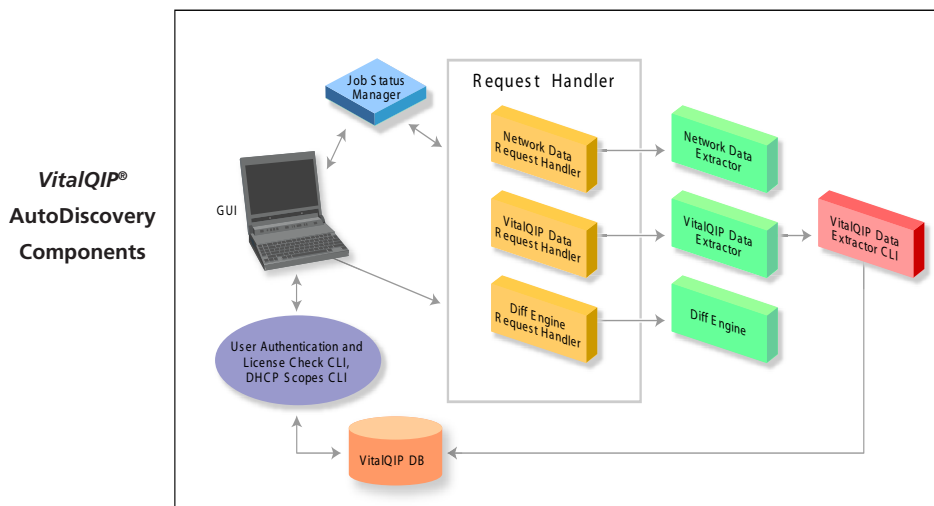 VitalQIP®
AutoDiscovery
Components
Job Status
Manager
Request Handler
Network Data
Request Handler
Network Data
Extractor
GUI
VitalQIP Data
Request Handler
VitalQIP Data
Extractor
VitalQIP Data
Extractor CLI
Diff Engine
Request Handler
Diff Engine
User Authentication and
License Check CLI,
DHCP Scopes CLI
VitalQIP DB